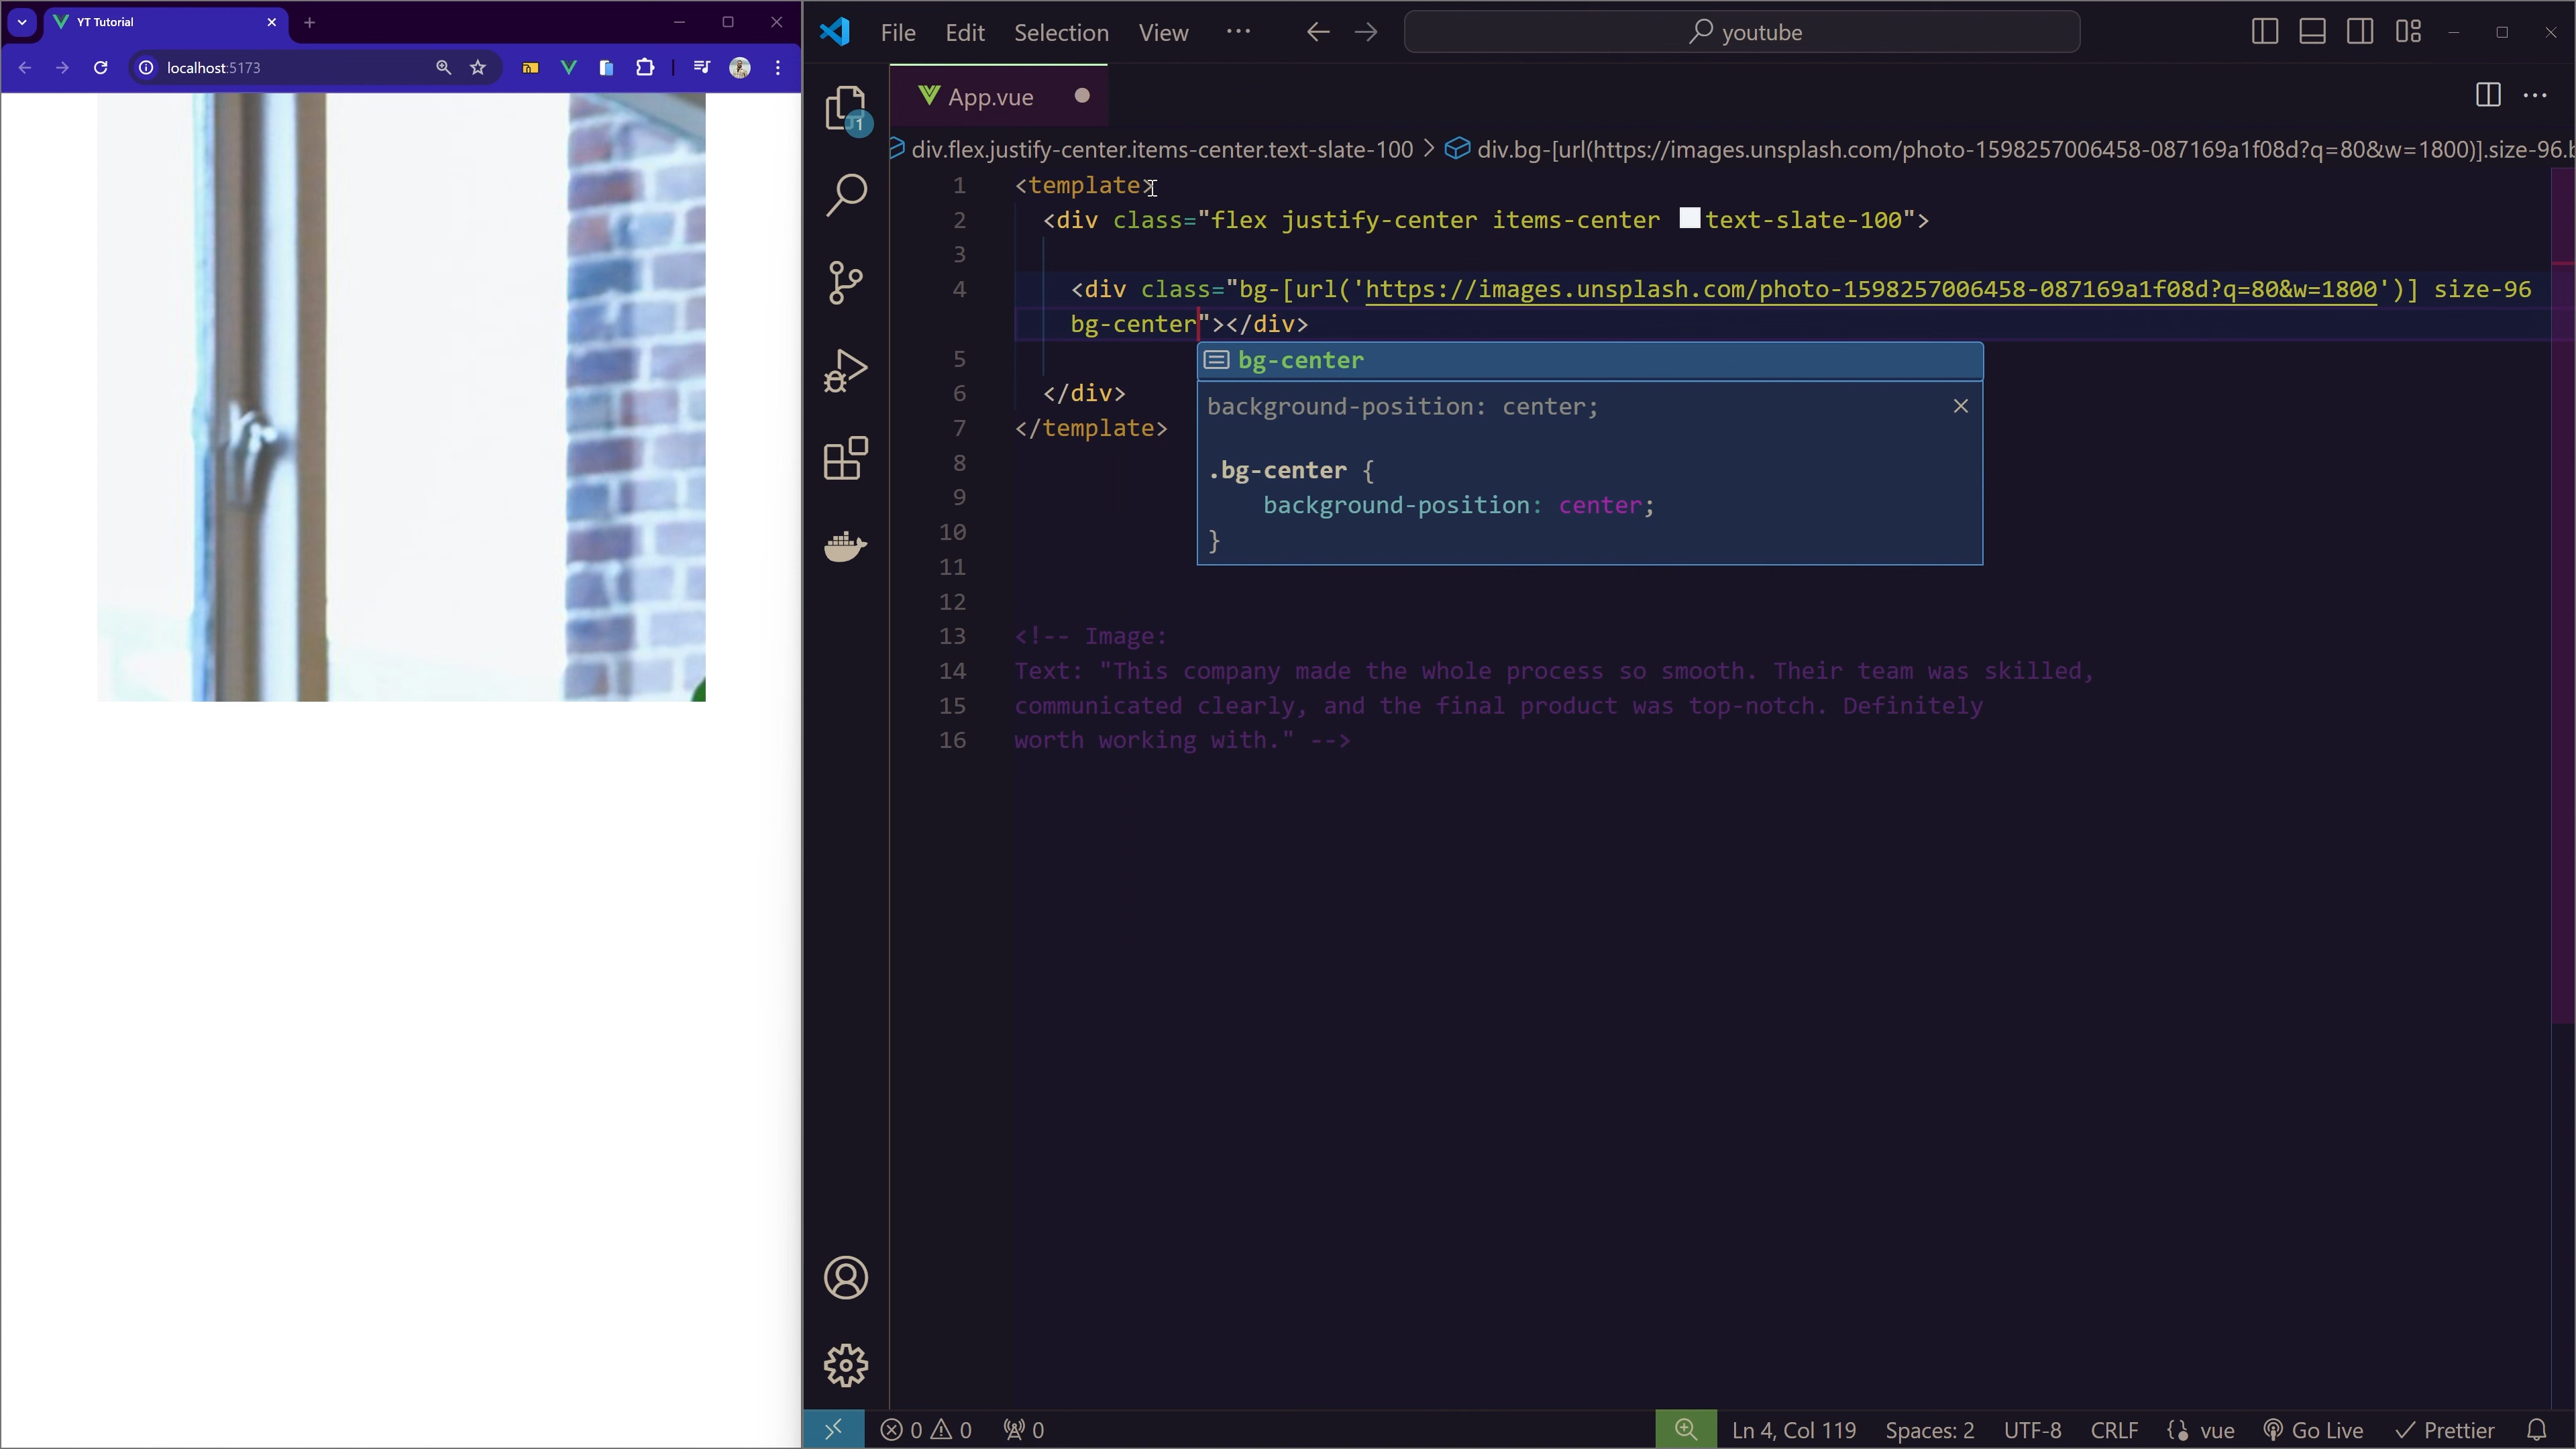 YT Tutorial
localhost:5173
File Edit Selection View ···
youtube
1
App.vue
div.flex.justify-center.items-center.text-slate-100 > div.bg-[url(https://images.unsplash.com/photo-1598257006458-087169a1f08d?q=80&w=1800)].size-96.b
1 <template>
2 <div class="flex justify-center items-center text-slate-100">
3
4 <div class="bg-[url('https://images.unsplash.com/photo-1598257006458-087169a1f08d?q=80&w=1800')] size-96
bg-center"></div>
bg-center
5
background-position: center;
6 </div>
7 </template>
.bg-center {
8
9
background-position: center;
10
}
11
12
13 <!-- Image:
14 Text: "This company made the whole process so smooth. Their team was skilled,
15 communicated clearly, and the final product was top-notch. Definitely
16 worth working with." -->
0 0 0 Ln 4, Col 119 Spaces: 2 UTF-8 CRLF vue Go Live Prettier